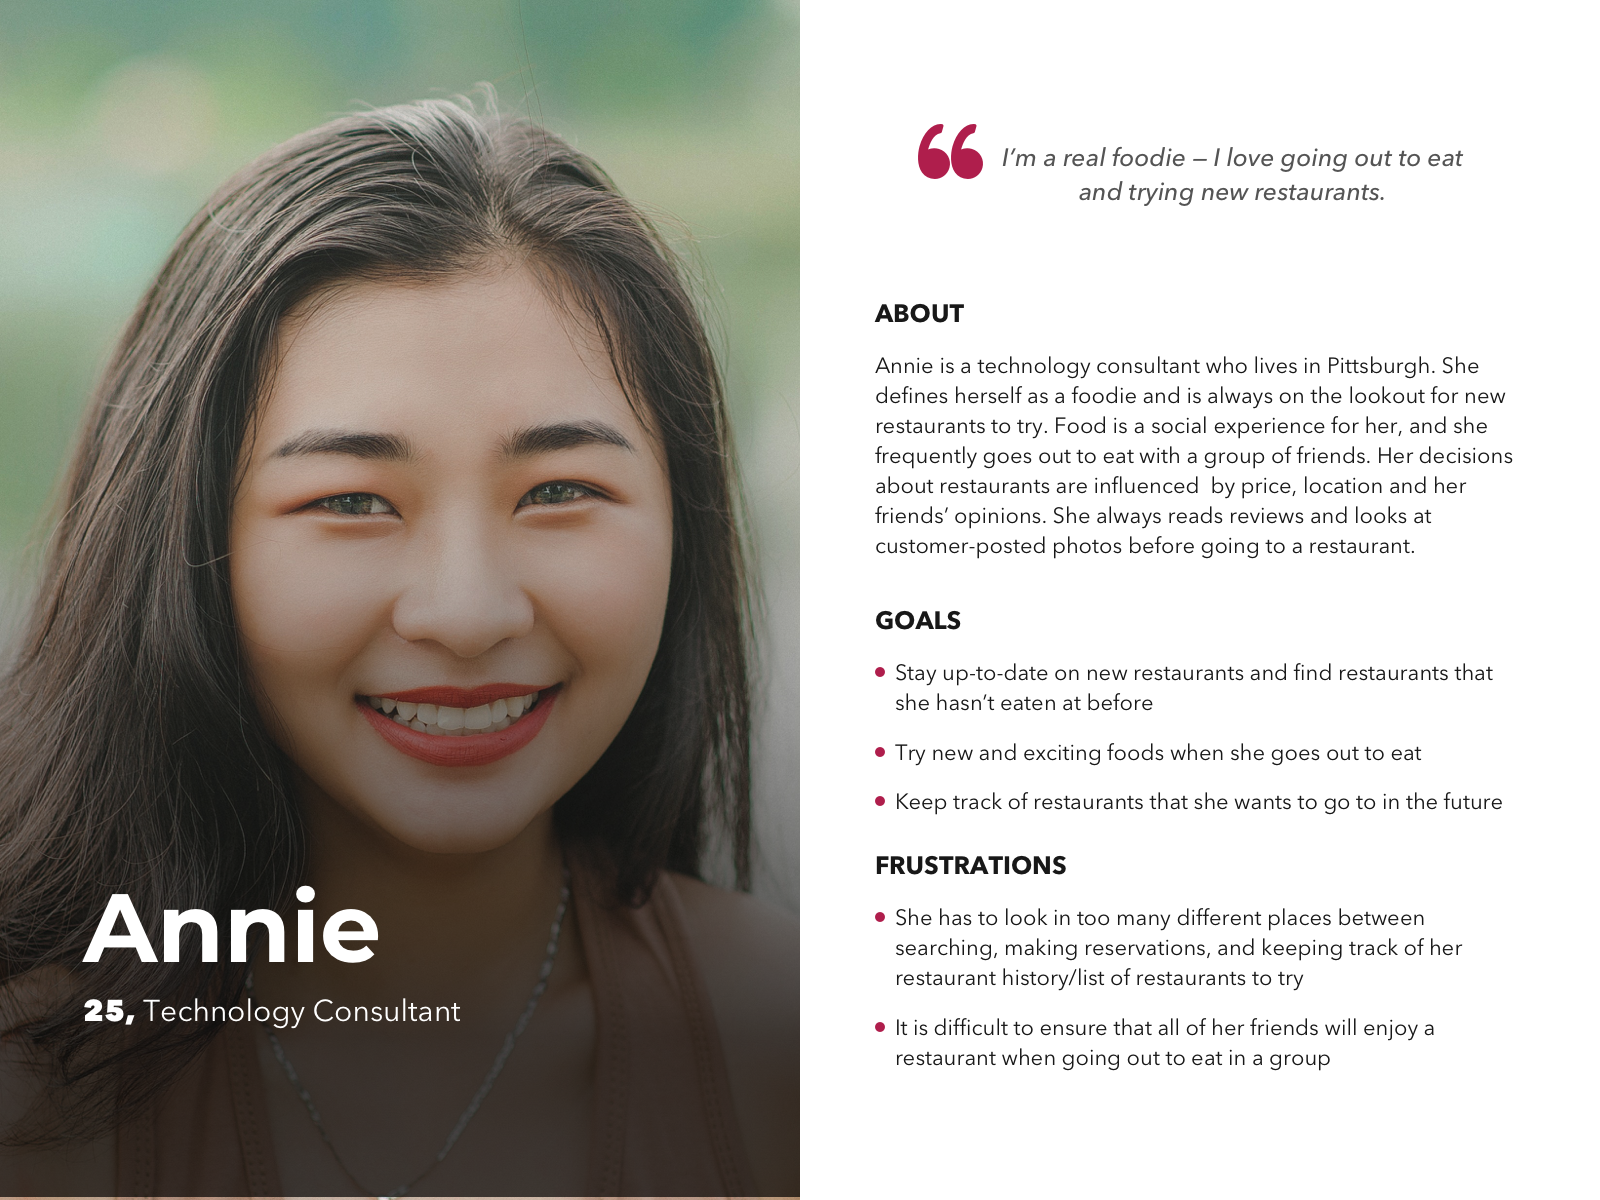 “ I’m a real foodie – I love going out to eat
and trying new restaurants.
ABOUT
Annie is a technology consultant who lives in Pittsburgh. She
defines herself as a foodie and is always on the lookout for new
restaurants to try. Food is a social experience for her, and she
frequently goes out to eat with a group of friends. Her decisions
about restaurants are influenced  by price, location and her
friends’ opinions. She always reads reviews and looks at
customer-posted photos before going to a restaurant.
GOALS
• Stay up-to-date on new restaurants and find restaurants that
she hasn’t eaten at before
• Try new and exciting foods when she goes out to eat
• Keep track of restaurants that she wants to go to in the future
FRUSTRATIONS
• She has to look in too many different places between
searching, making reservations, and keeping track of her
restaurant history/list of restaurants to try
• It is difficult to ensure that all of her friends will enjoy a
restaurant when going out to eat in a group
Annie
25, Technology Consultant